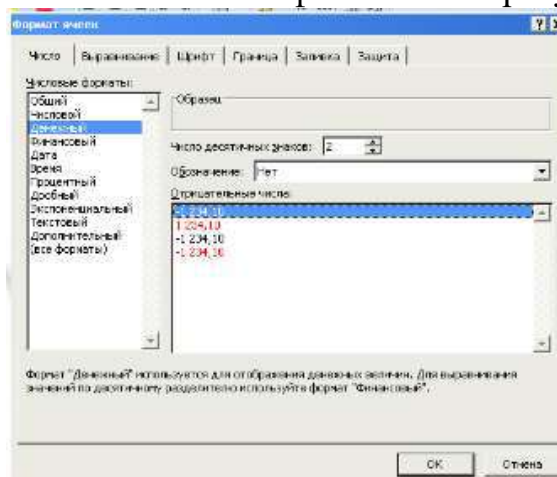 Формат ячеек
Число Выравнивание Шрифт Граница Заливка Защита
Числовые форматы:
Общий
Числовой
Денежный
Финансовый
Дата
Время
Процентный
Дробный
Экспоненциальный
Текстовый
Дополнительный
(все форматы)
Образец
Число десятичных знаков: 2
Обозначение: Нет
Отрицательные числа:
-1 234,10
1 234,10
-1 234,10
-1 234,10
Формат "Денежный" используется для отображения денежных величин. Для выравнивания
значений по десятичному разделителю используйте формат "Финансовый".
ОК Отмена